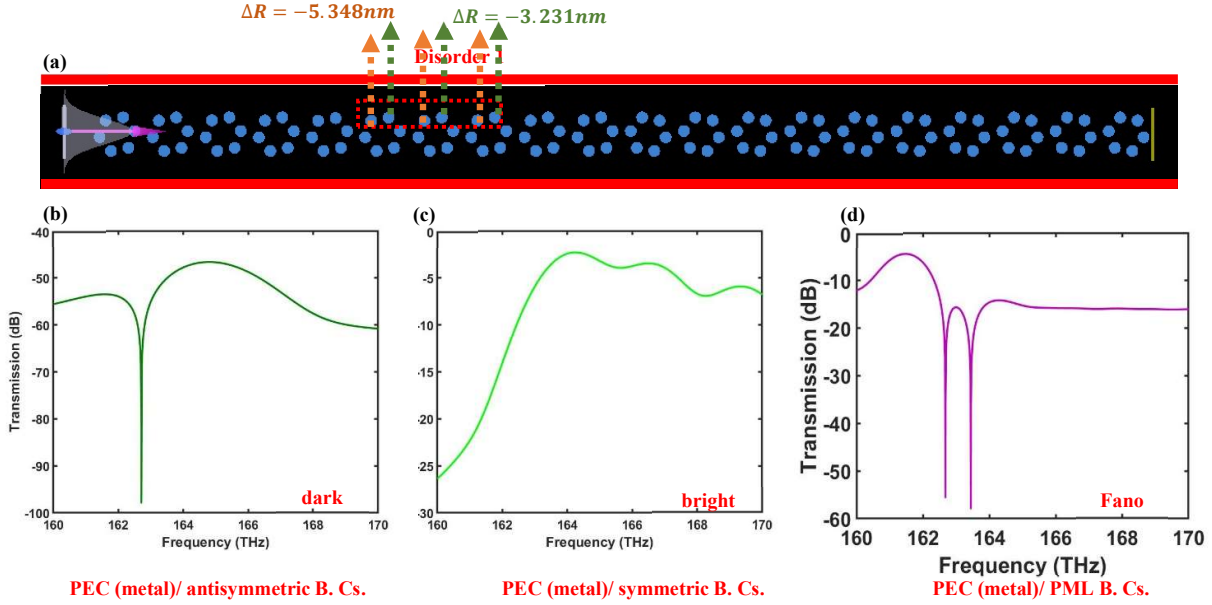 ΔR = −5.348nm
ΔR = −3.231nm
Disorder 1
(a)
(b)
(c)
(d)
-40
-50
-60
-70
-80
-90
-100
Transmission (dB)
160
162
164
166
168
170
Frequency (THz)
dark
0
-5
-10
-15
-20
-25
-30
Transmission (dB)
160
162
164
166
168
170
Frequency (THz)
bright
0
-10
-20
-30
-40
-50
-60
Transmission (dB)
160
162
164
166
168
170
Frequency (THz)
Fano
PEC (metal)/ antisymmetric B. Cs.
PEC (metal)/ symmetric B. Cs.
PEC (metal)/ PML B. Cs.